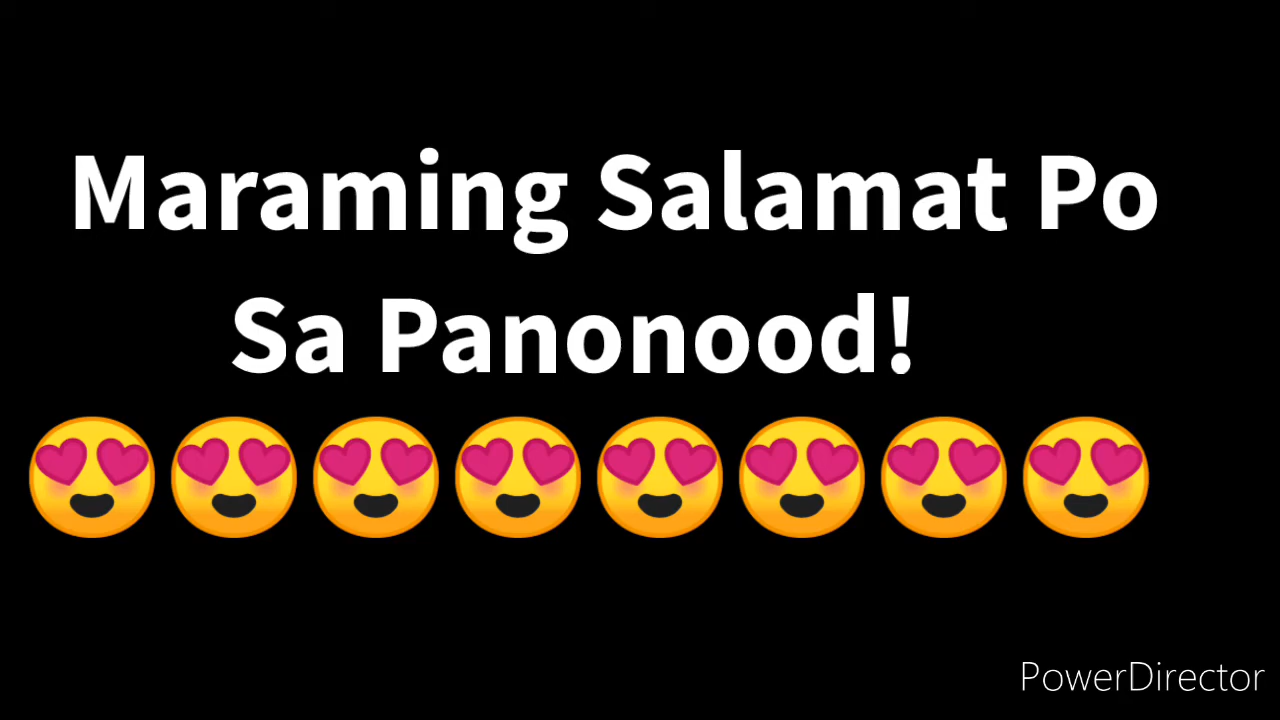 Maraming Salamat Po
Sa Panonood!
😍😍😍😍😍😍😍😍
PowerDirector